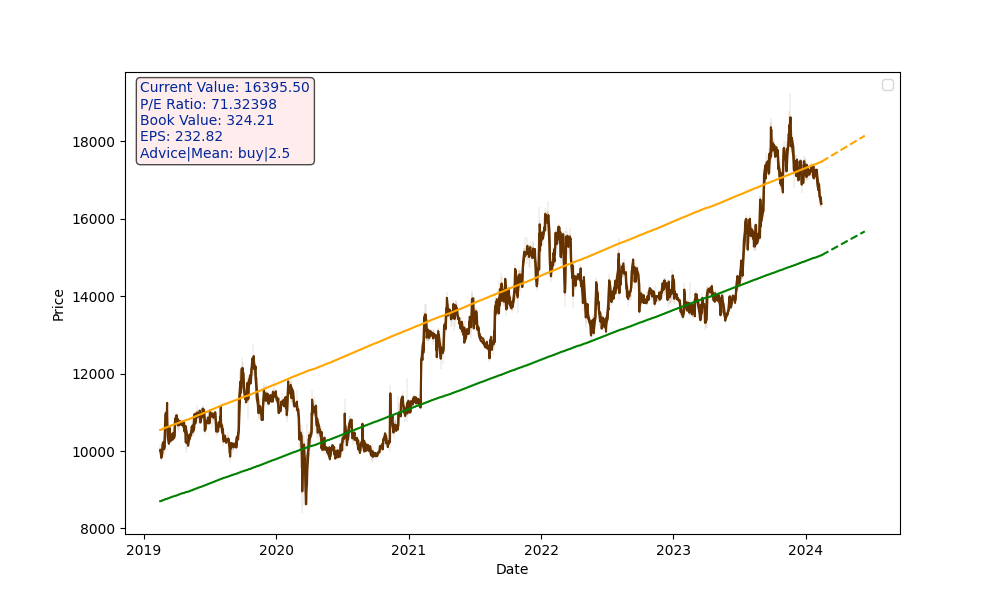 Current Value: 16395.50
P/E Ratio: 71.32398
Book Value: 324.21
EPS: 232.82
Advice|Mean: buy|2.5
18000
16000
14000
12000
10000
8000
Price
2019 2020 2021 2022 2023 2024
Date